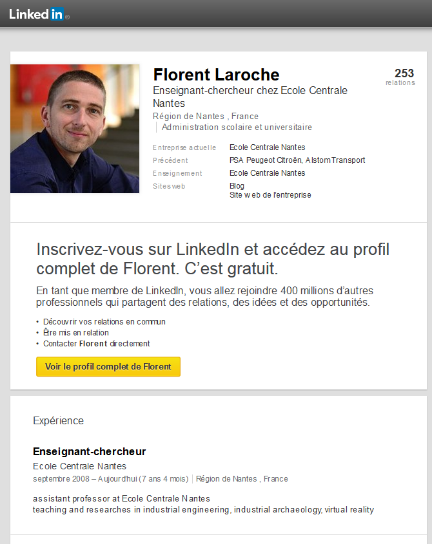 Linked in
Florent Laroche
253
relations
Enseignant-chercheur chez Ecole Centrale
Nantes
Région de Nantes , France
Administration scolaire et universitaire
Entreprise actuelle Ecole Centrale Nantes
Précédent PSA Peugeot Citroën, Alstom Transport
Enseignement Ecole Centrale Nantes
Sites web Blog
Site web de l'entreprise
Inscrivez-vous sur LinkedIn et accédez au profil
complet de Florent. C'est gratuit.
En tant que membre de LinkedIn, vous allez rejoindre 400 millions d'autres
professionnels qui partagent des relations, des idées et des opportunités.
• Découvrir vos relations en commun
• Être mis en relation
• Contacter Florent directement
Voir le profil complet de Florent
Expérience
Enseignant-chercheur
Ecole Centrale Nantes
septembre 2008 – Aujourd'hui (7 ans 4 mois) | Région de Nantes , France
assistant professor at Ecole Centrale Nantes
teaching and researches in industrial engineering, industrial archaeology, virtual reality